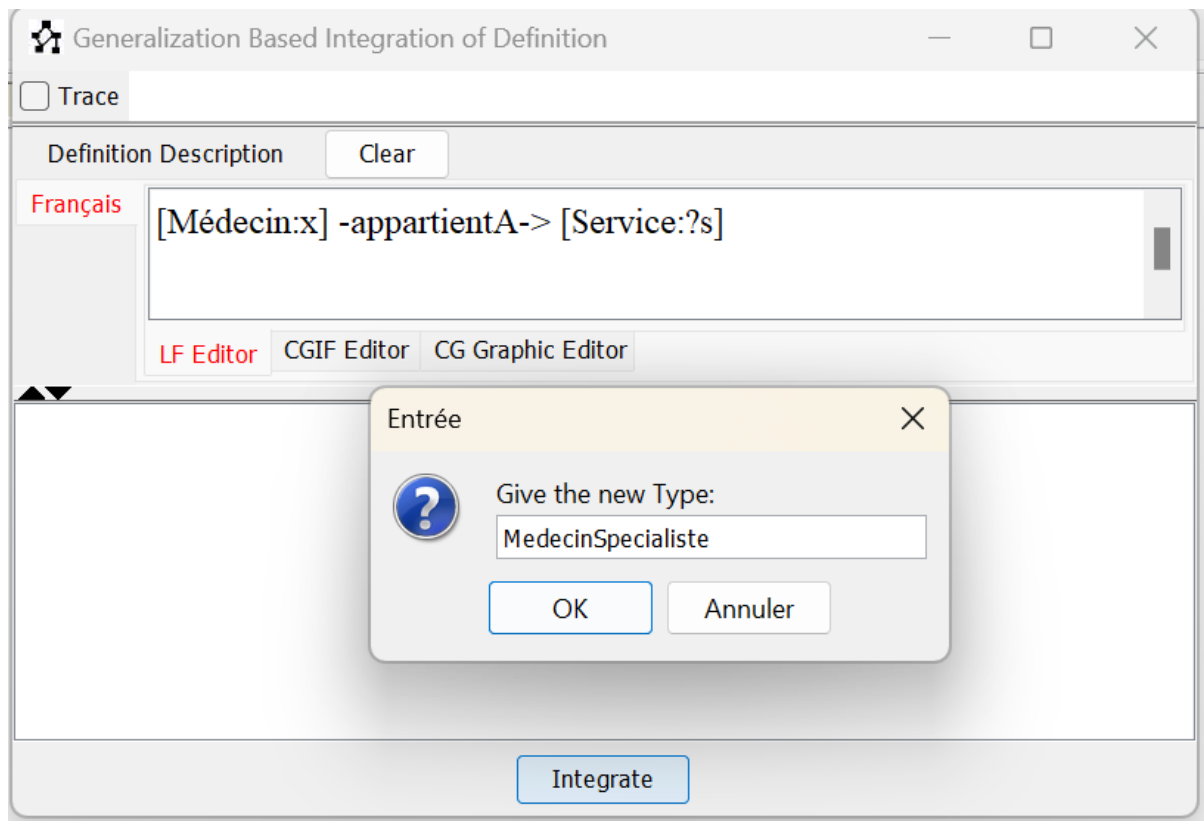 Generalization Based Integration of Definition
Trace
Definition Description Clear
Français
[Médecin:x] -appartientA-> [Service:?s]
LF Editor CGIF Editor CG Graphic Editor
Entrée
Give the new Type:
MedecinSpecialiste
OK Annuler
Integrate